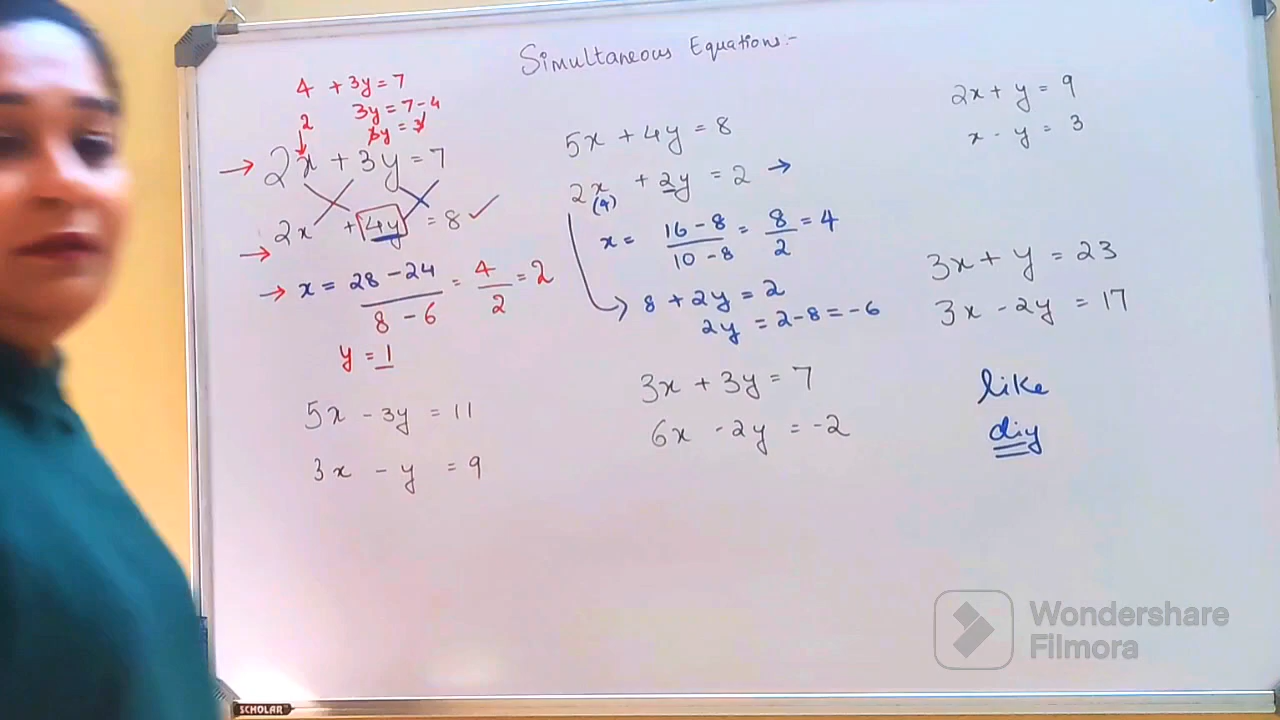 Simultaneous Equations:-
4 + 3y = 7
3y = 7 - 4
3y = 3
2
2x + 3y = 7
2x + 4y = 8 ✓
x = 28 - 24 / 8 - 6 = 4 / 2 = 2
y = 1
5x - 3y = 11
3x - y = 9
5x + 4y = 8
2x + 2y = 2 →
(4)
x = 16 - 8 / 10 - 8 = 8 / 2 = 4
8 + 2y = 2
2y = 2 - 8 = -6
3x + 3y = 7
6x - 2y = -2
2x + y = 9
x - y = 3
3x + y = 23
3x - 2y = 17
like
diy
Wondershare
Filmora
SCHOLAR